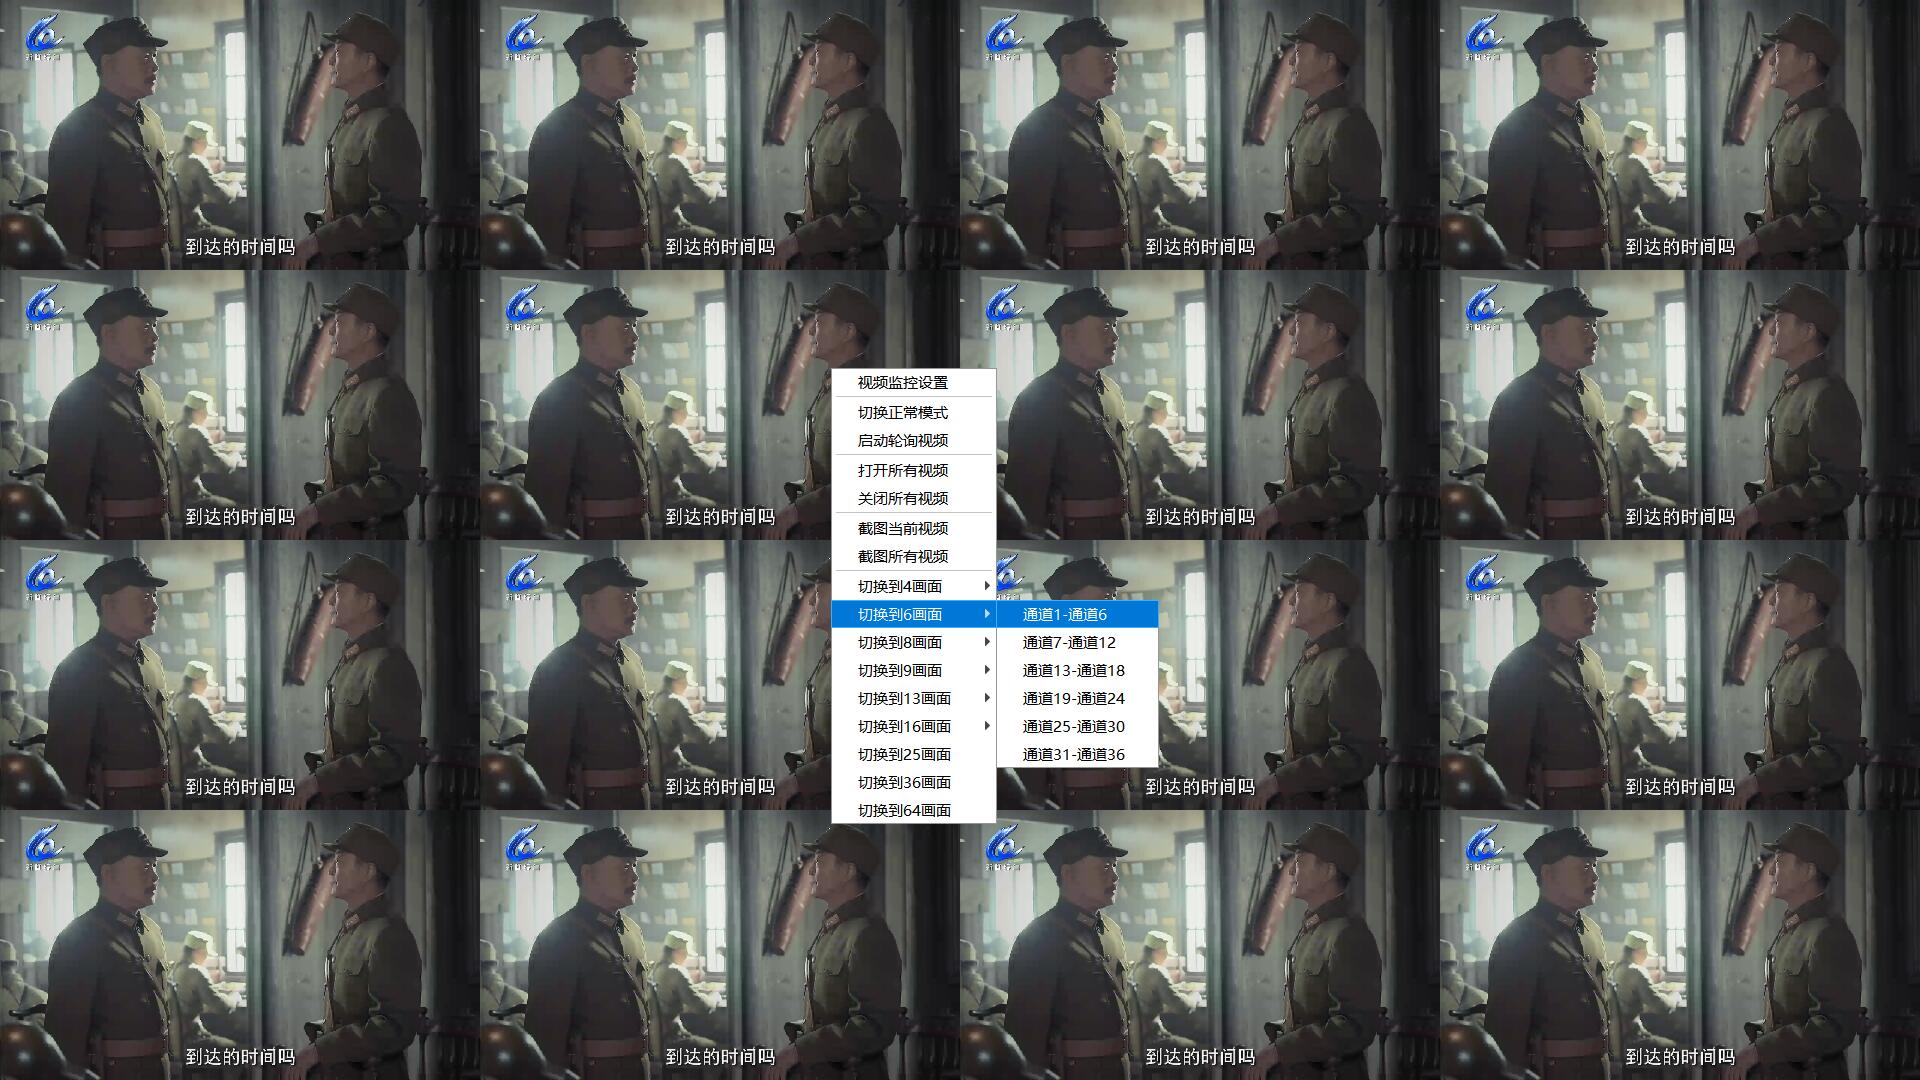 到达的时间吗
到达的时间吗
到达的时间吗
到达的时间吗
到达的时间吗
到达的时间吗
到达的时间吗
到达的时间吗
视频监控设置
切换正常模式
启动轮询视频
打开所有视频
关闭所有视频
截图当前视频
截图所有视频
切换到4画面
切换到6画面
切换到8画面
切换到9画面
切换到13画面
切换到16画面
切换到25画面
切换到36画面
切换到64画面
通道1-通道6
通道7-通道12
通道13-通道18
通道19-通道24
通道25-通道30
通道31-通道36
到达的时间吗
到达的时间吗
到达的时间吗
到达的时间吗
到达的时间吗
到达的时间吗
到达的时间吗
到达的时间吗